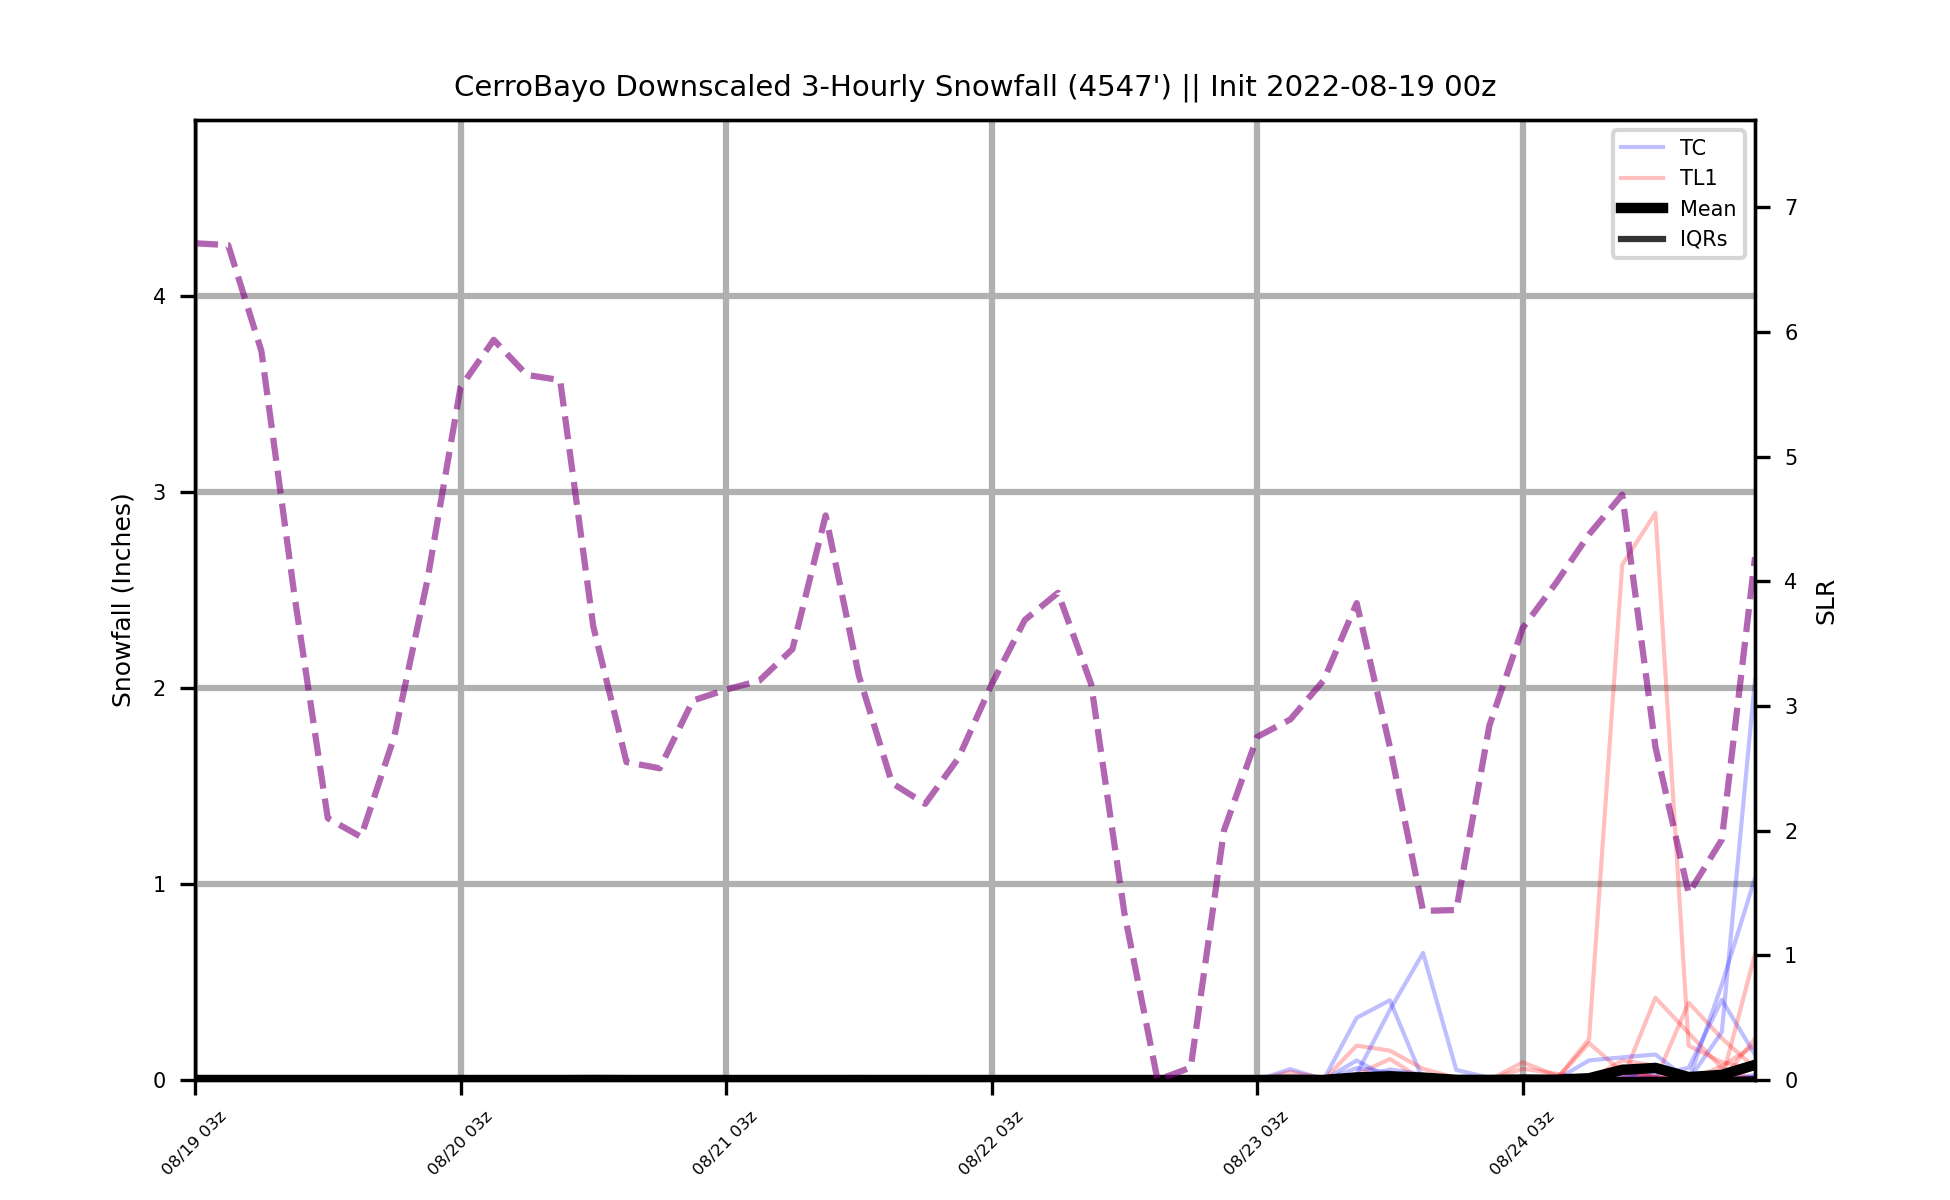 CerroBayo Downscaled 3-Hourly Snowfall (4547') || Init 2022-08-19 00z
TC
TL1
Mean
IQRs
Snowfall (Inches)
4
3
2
1
0
7
6
5
4
3
2
1
0
SLR
08/19 03z
08/20 03z
08/21 03z
08/22 03z
08/23 03z
08/24 03z